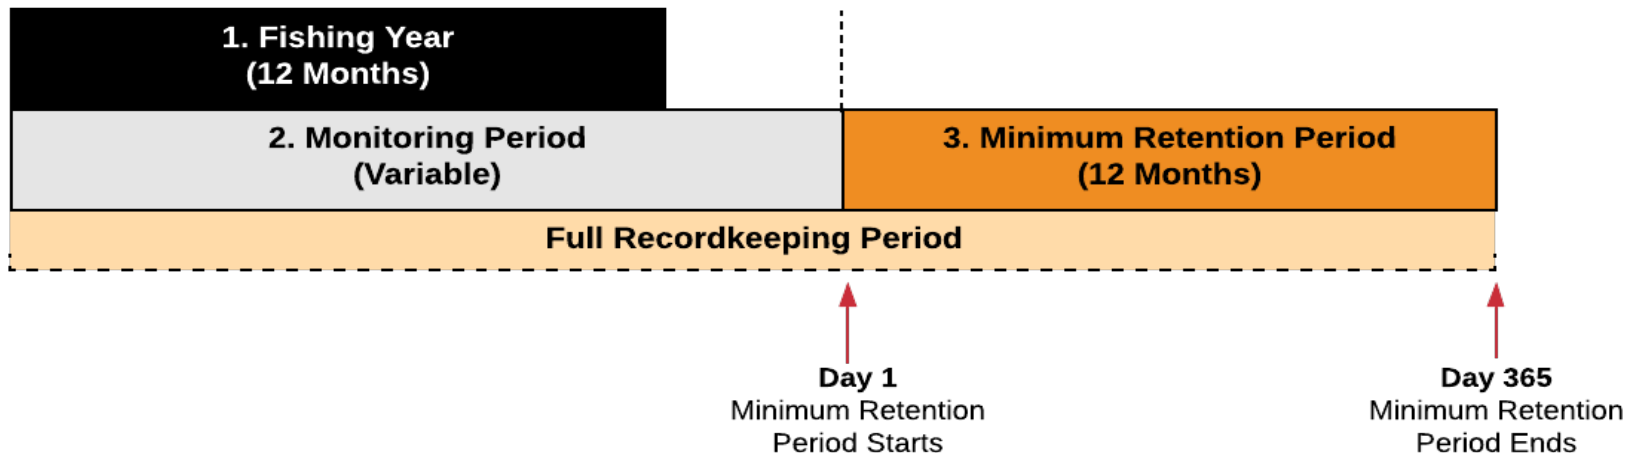 1. Fishing Year
(12 Months)
2. Monitoring Period
(Variable)
3. Minimum Retention Period
(12 Months)
Full Recordkeeping Period
Day 1
Minimum Retention
Period Starts
Day 365
Minimum Retention
Period Ends